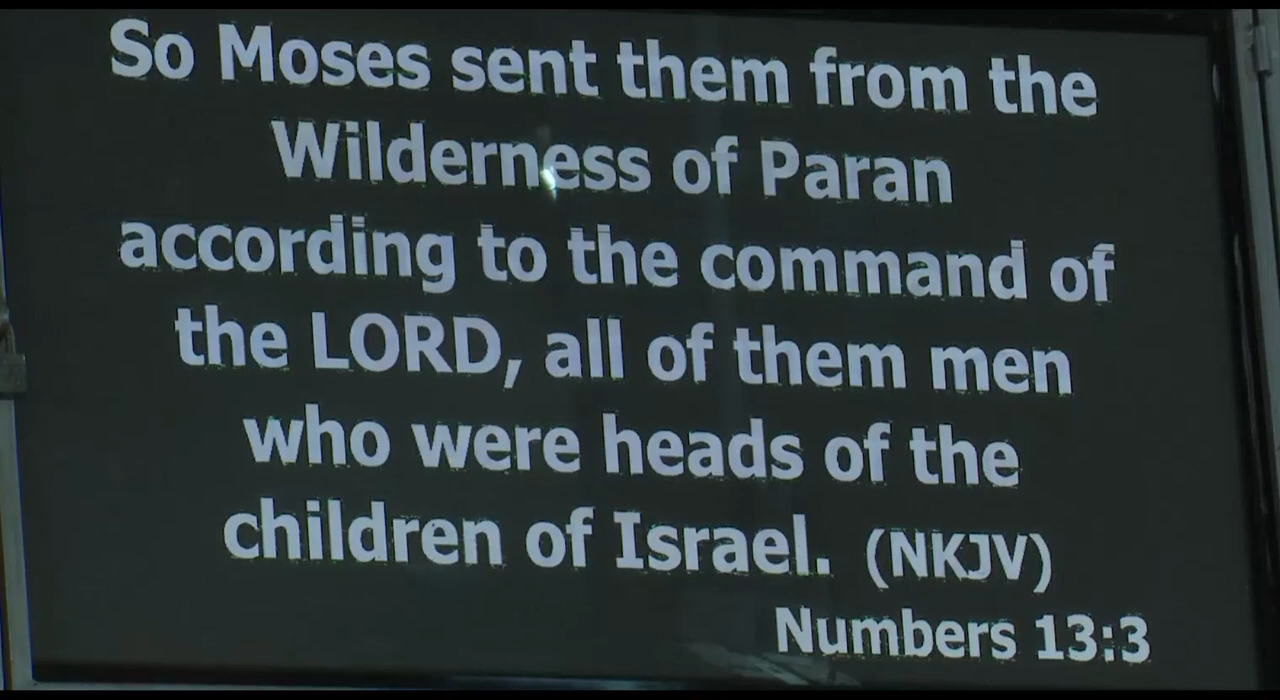 So Moses sent them from the
Wilderness of Paran
according to the command of
the LORD, all of them men
who were heads of the
children of Israel. (NKJV)
Numbers 13:3